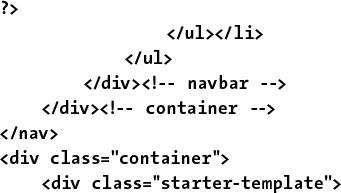 ?>
                </ul></li>
            </ul>
        </div><!-- navbar -->
    </div><!-- container -->
</nav>
<div class="container">
    <div class="starter-template">